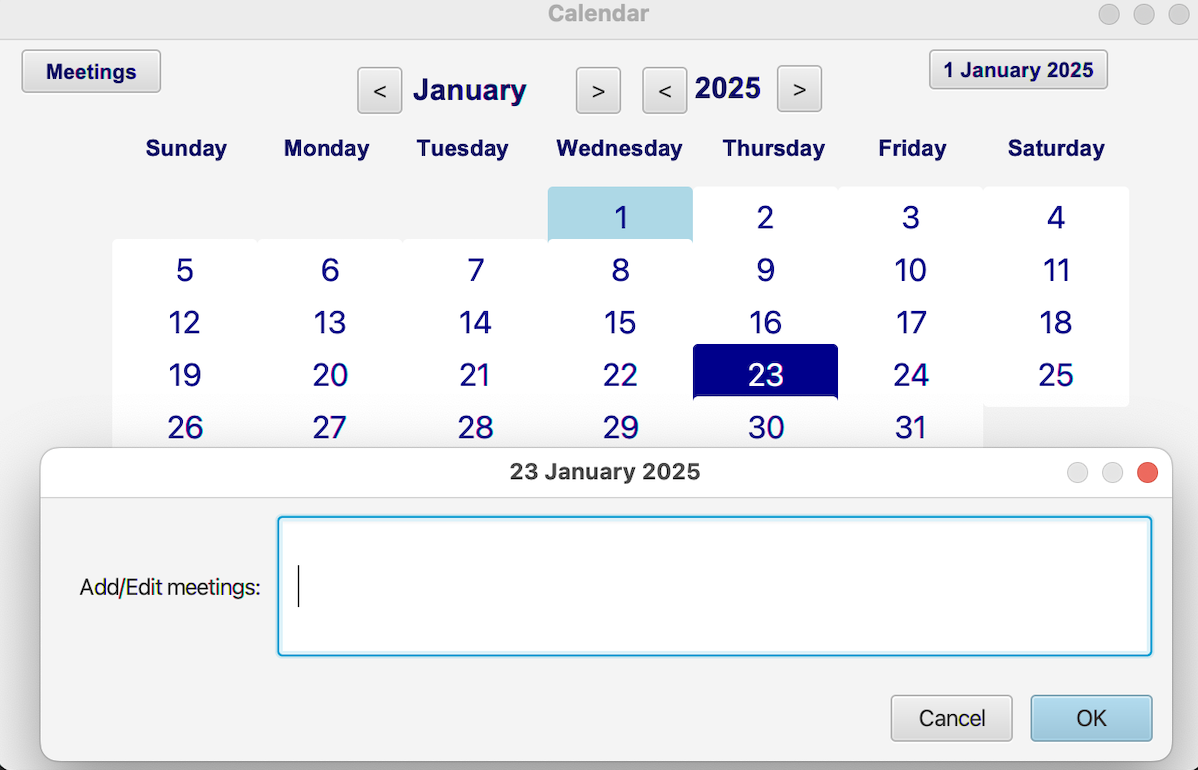 Calendar
Meetings
< January > < 2025 >
1 January 2025
Sunday Monday Tuesday Wednesday Thursday Friday Saturday
1 2 3 4
5 6 7 8 9 10 11
12 13 14 15 16 17 18
19 20 21 22 23 24 25
26 27 28 29 30 31
23 January 2025
Add/Edit meetings:
Cancel OK